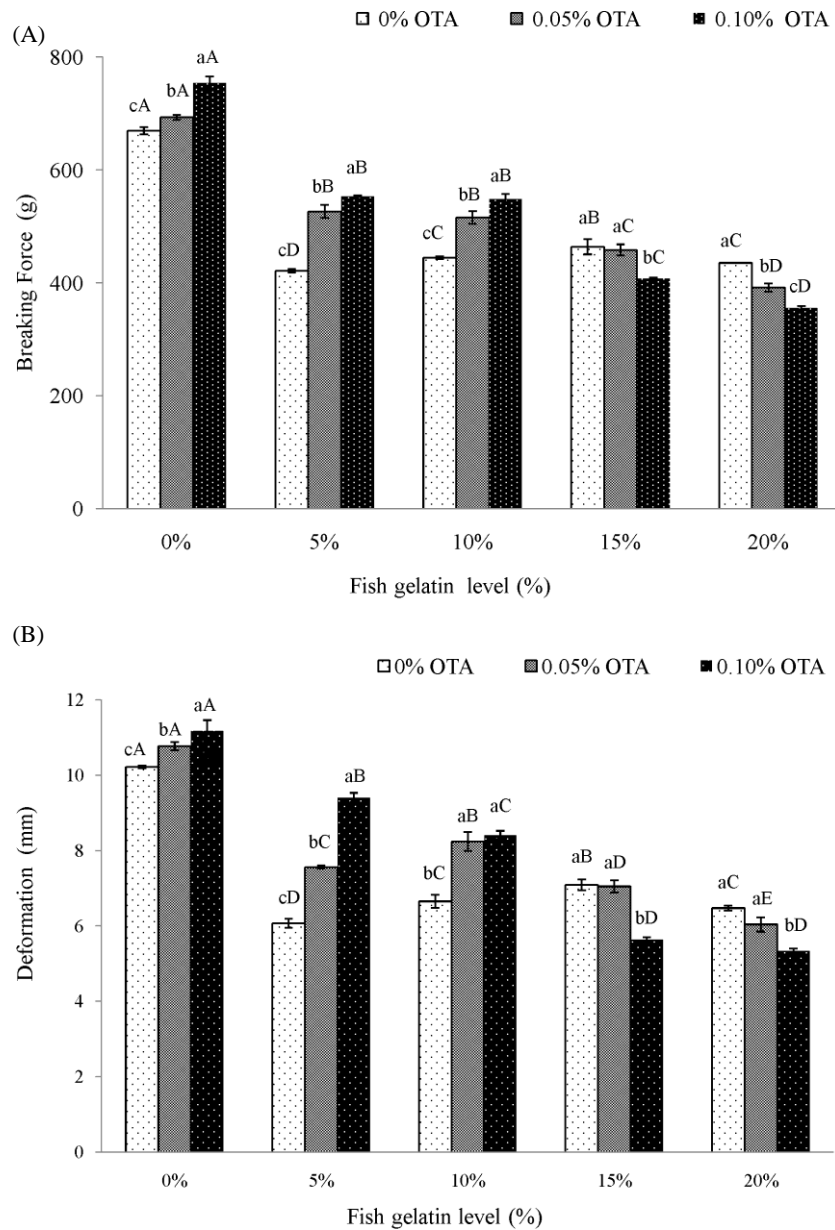 (A)
0% OTA 0.05% OTA 0.10% OTA
Breaking Force (g)
800
600
400
200
0
cA bA aA
cD bB aB
cC bB aB
aB aC bC
aC bD cD
0% 5% 10% 15% 20%
Fish gelatin level (%)
(B)
0% OTA 0.05% OTA 0.10% OTA
Deformation (mm)
12
10
8
6
4
2
0
cA bA aA
cD bC aB
bC aB aC
aB aD bD
aC aE bD
0% 5% 10% 15% 20%
Fish gelatin level (%)